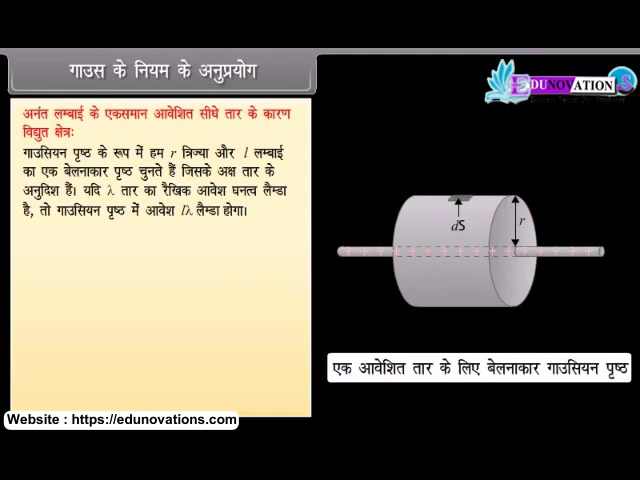 गाउस के नियम के अनुप्रयोग
EDUNOVATIONS
अनंत लम्बाई के एकसमान आवेशित सीधे तार के कारण
विद्युत क्षेत्रः
गाउसियन पृष्ठ के रूप में हम r त्रिज्या और l लम्बाई
का एक बेलनाकार पृष्ठ चुनते हैं जिसके अक्ष तार के
अनुदिश हैं। यदि λ तार का रैखिक आवेश घनत्व लैम्डा
है, तो गाउसियन पृष्ठ में आवेश lλ लैम्डा होगा।
dS
r
एक आवेशित तार के लिए बेलनाकार गाउसियन पृष्ठ
Website : https://edunovations.com/